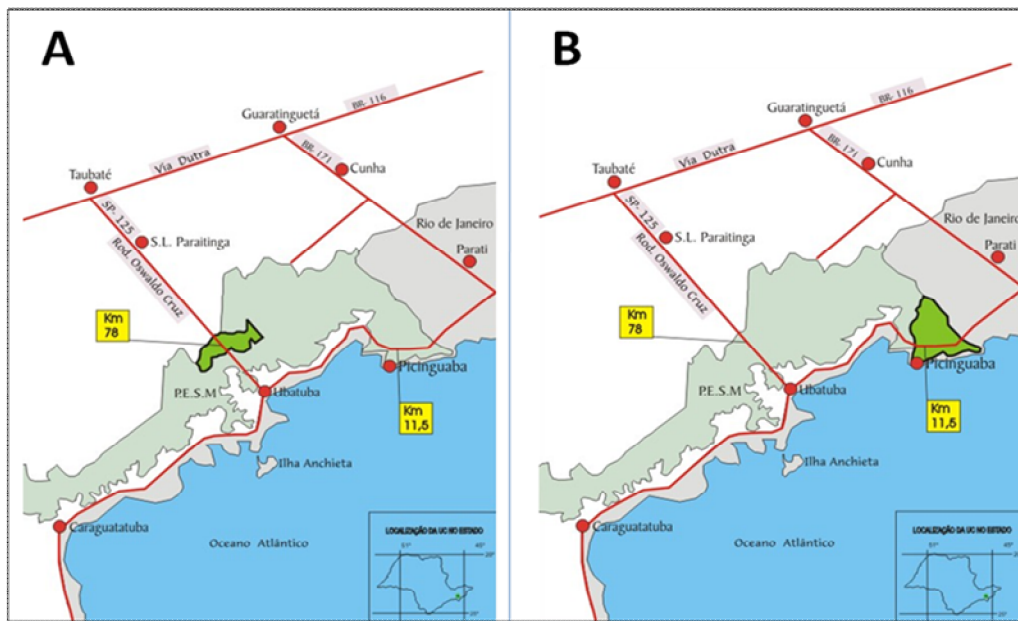 A
BR- 116
Guaratinguetá
Via Dutra
BR-171
Cunha
Taubaté
SP- 125
S.L. Paraitinga
Rod. Oswaldo Cruz
Rio de Janeiro
Parati
Km
78
Picinguaba
P.E.S.M
Ubatuba
Km
11,5
Ilha Anchieta
Caraguatatuba
Oceano Atlântico
LOCALIZAÇÃO DA UC NO ESTADO
B
BR- 116
Guaratinguetá
Via Dutra
BR-171
Cunha
Taubaté
SP- 125
S.L. Paraitinga
Rod. Oswaldo Cruz
Rio de Janeiro
Parati
Km
78
Picinguaba
P.E.S.M
Ubatuba
Km
11,5
Ilha Anchieta
Caraguatatuba
Oceano Atlântico
LOCALIZAÇÃO DA UC NO ESTADO